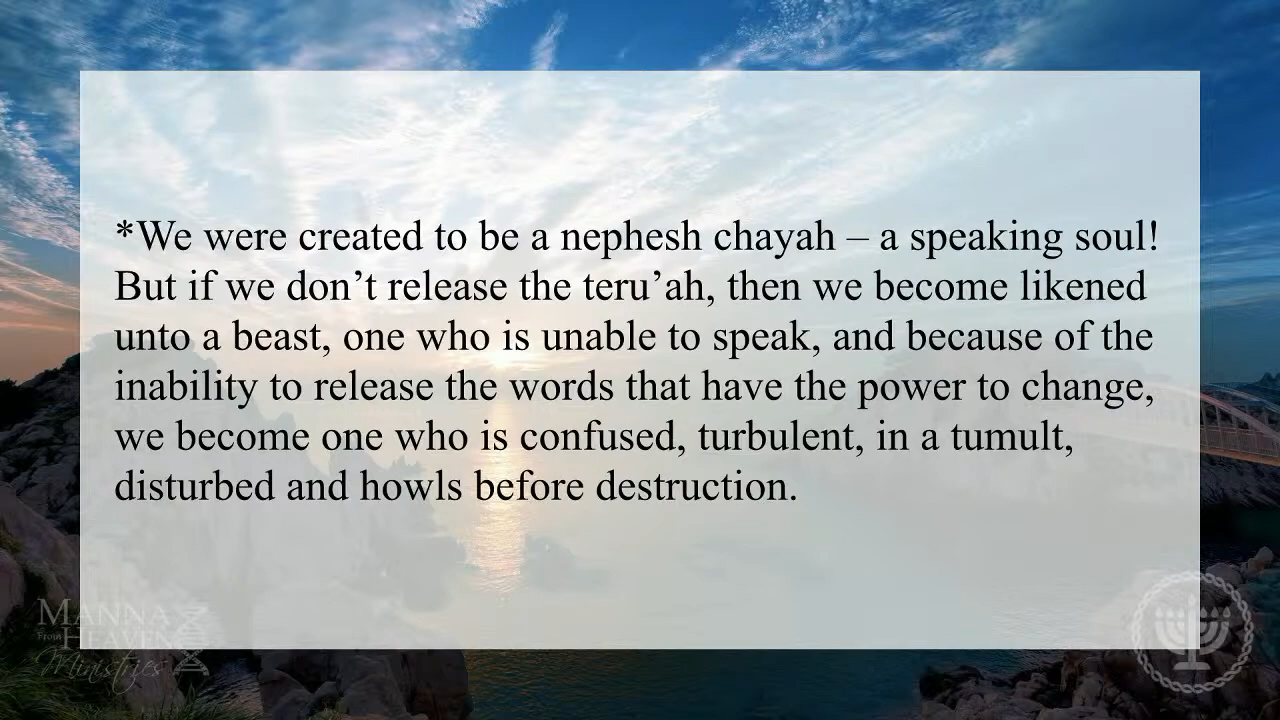 *We were created to be a nephesh chayah – a speaking soul!
But if we don’t release the teru’ah, then we become likened
unto a beast, one who is unable to speak, and because of the
inability to release the words that have the power to change,
we become one who is confused, turbulent, in a tumult,
disturbed and howls before destruction.
MANNA
From HEAVEN
Ministries